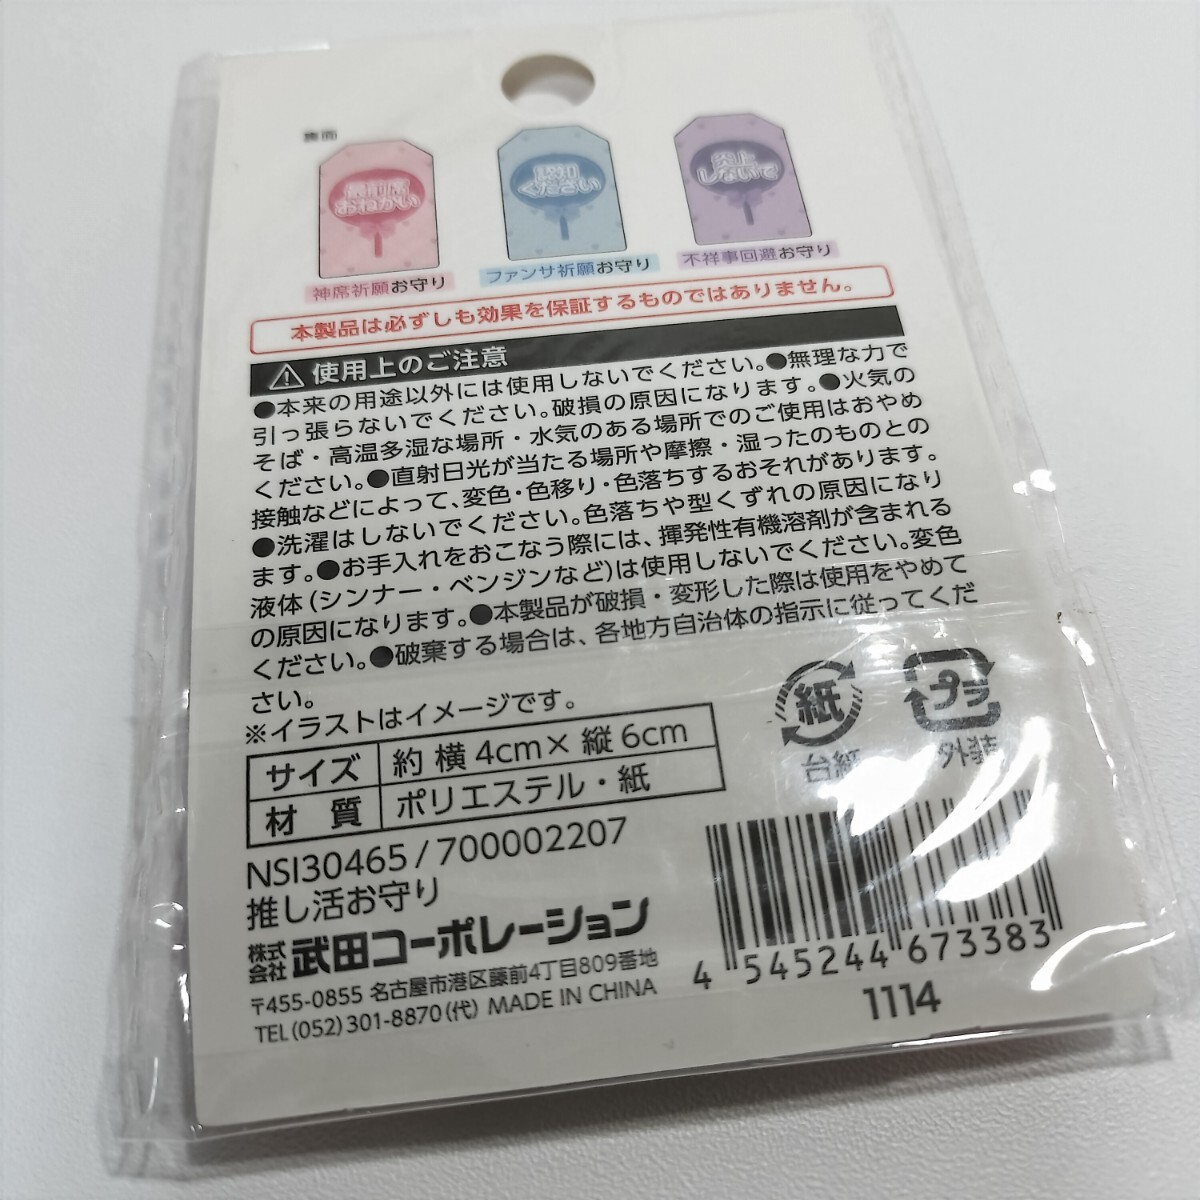 裏面
最前席
おねがい
認知
ください
炎上
しないで
神席祈願お守り
ファンサ祈願お守り
不祥事回避お守り
本製品は必ずしも効果を保証するものではありません。
使用上のご注意
●本来の用途以外には使用しないでください。●無理な力で
引っ張らないでください。破損の原因になります。●火気の
そば・高温多湿な場所・水気のある場所でのご使用はおやめ
ください。●直射日光が当たる場所や摩擦・湿ったのものとの
接触などによって、変色・色移り・色落ちするおそれがあります。
●洗濯はしないでください。色落ちや型くずれの原因になり
ます。●お手入れをおこなう際には、揮発性有機溶剤が含まれる
液体(シンナー・ベンジンなど)は使用しないでください。変色
の原因になります。●本製品が破損・変形した際は使用をやめて
ください。●破棄する場合は、各地方自治体の指示に従ってくだ
さい。
※イラストはイメージです。
サイズ 約 横4cm×縦6cm
材質 ポリエステル・紙
紙
台紙
プラ
外装
NSI30465/700002207
推し活お守り
株式会社 武田コーポレーション
〒455-0855 名古屋市港区藤前4丁目809番地
TEL(052)301-8870(代) MADE IN CHINA
4 545244 673383
1114